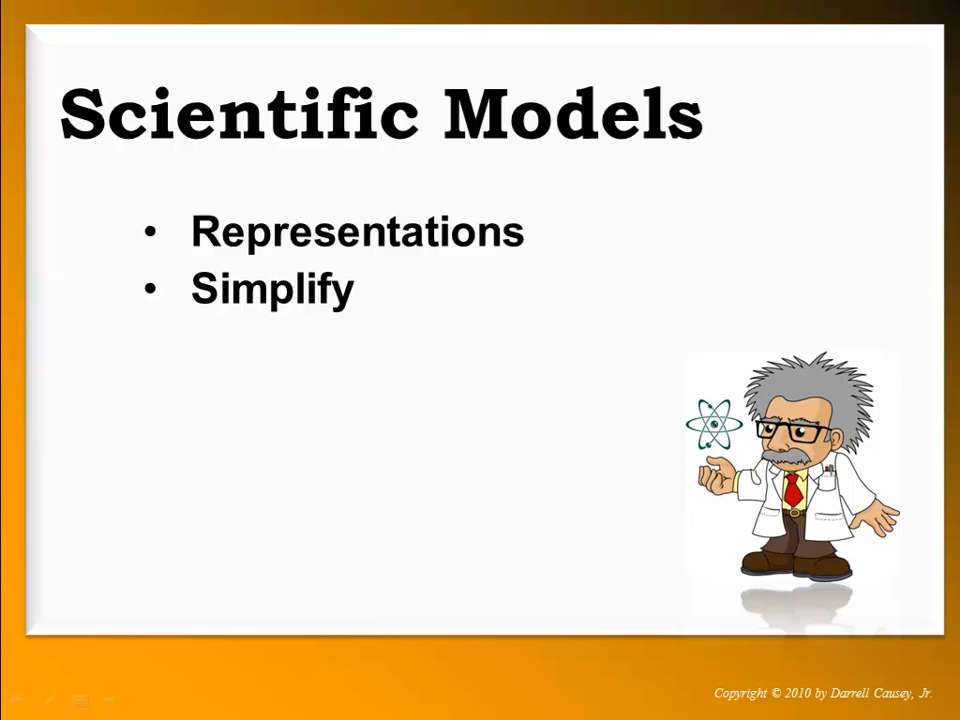 Scientific Models
• Representations
• Simplify
Copyright © 2010 by Darrell Causey, Jr.